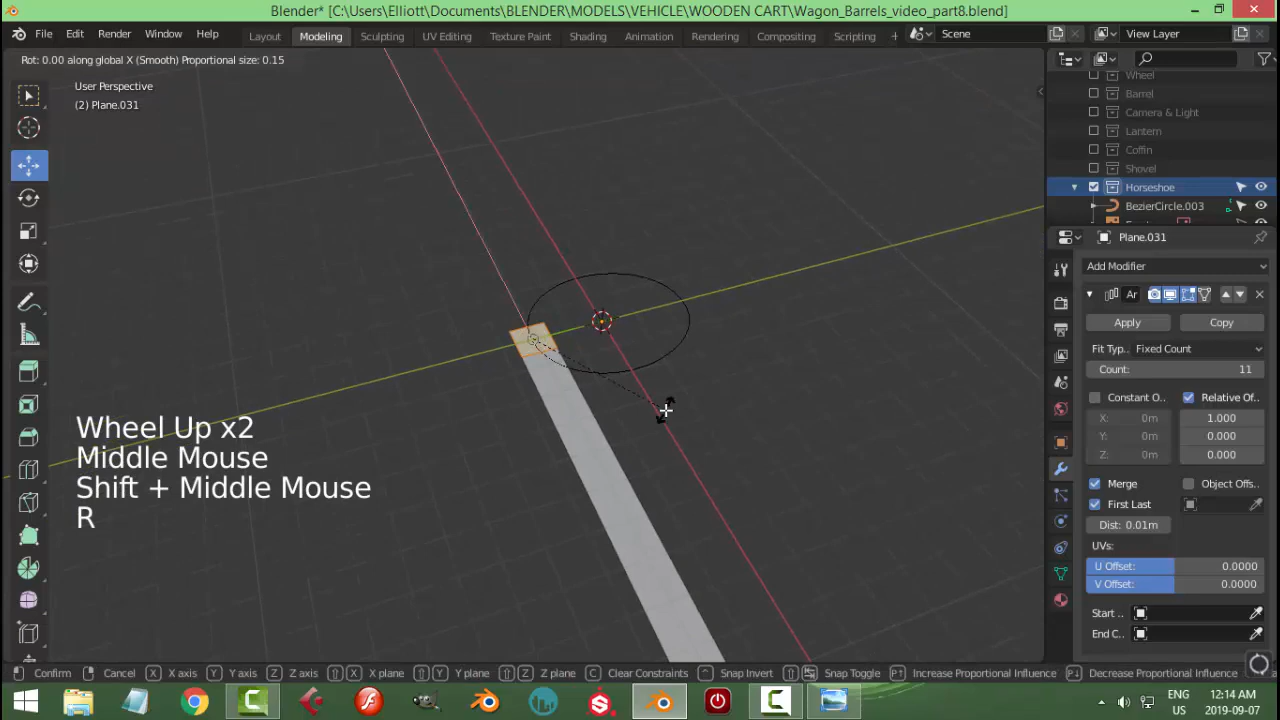 Blender* [C:\Users\Elliott\Documents\BLENDER\MODELS\VEHICLE\WOODEN CART\Wagon_Barrels_video_part8.blend]
File Edit Render Window Help Layout Modeling Sculpting UV Editing Texture Paint Shading Animation Rendering Compositing Scripting + Scene View Layer
Rot: 0.00 along global X (Smooth) Proportional size: 0.15
User Perspective
(2) Plane.031
Wheel
Barrel
Camera & Light
Lantern
Coffin
Shovel
Horseshoe
BezierCircle.003
Plane.031
Add Modifier
Ar
Apply Copy
Fit Typ.. Fixed Count
Count: 11
Constant O.. Relative Of..
X: 0m 1.000
Y: 0m 0.000
Z: 0m 0.000
Merge Object Offs..
First Last
Dist: 0.01m
UVs:
U Offset: 0.0000
V Offset: 0.0000
Start ..
End C..
Wheel Up x2
Middle Mouse
Shift + Middle Mouse
R
Confirm Cancel X X axis Y Y axis Z Z axis X X plane Y Y plane Z Z plane C Clear Constraints Snap Invert Snap Toggle Increase Proportional Influence Decrease Proportional Influence
ENG 12:14 AM
US 2019-09-07